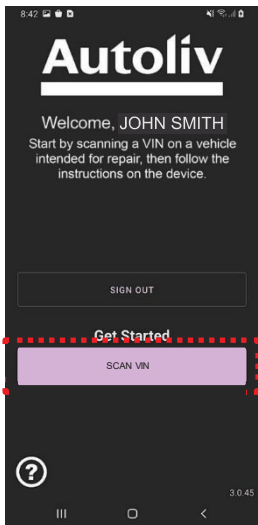 8:42
Autoliv
Welcome, JOHN SMITH
Start by scanning a VIN on a vehicle
intended for repair, then follow the
instructions on the device.
SIGN OUT
Get Started
SCAN VIN
?
3.0.45